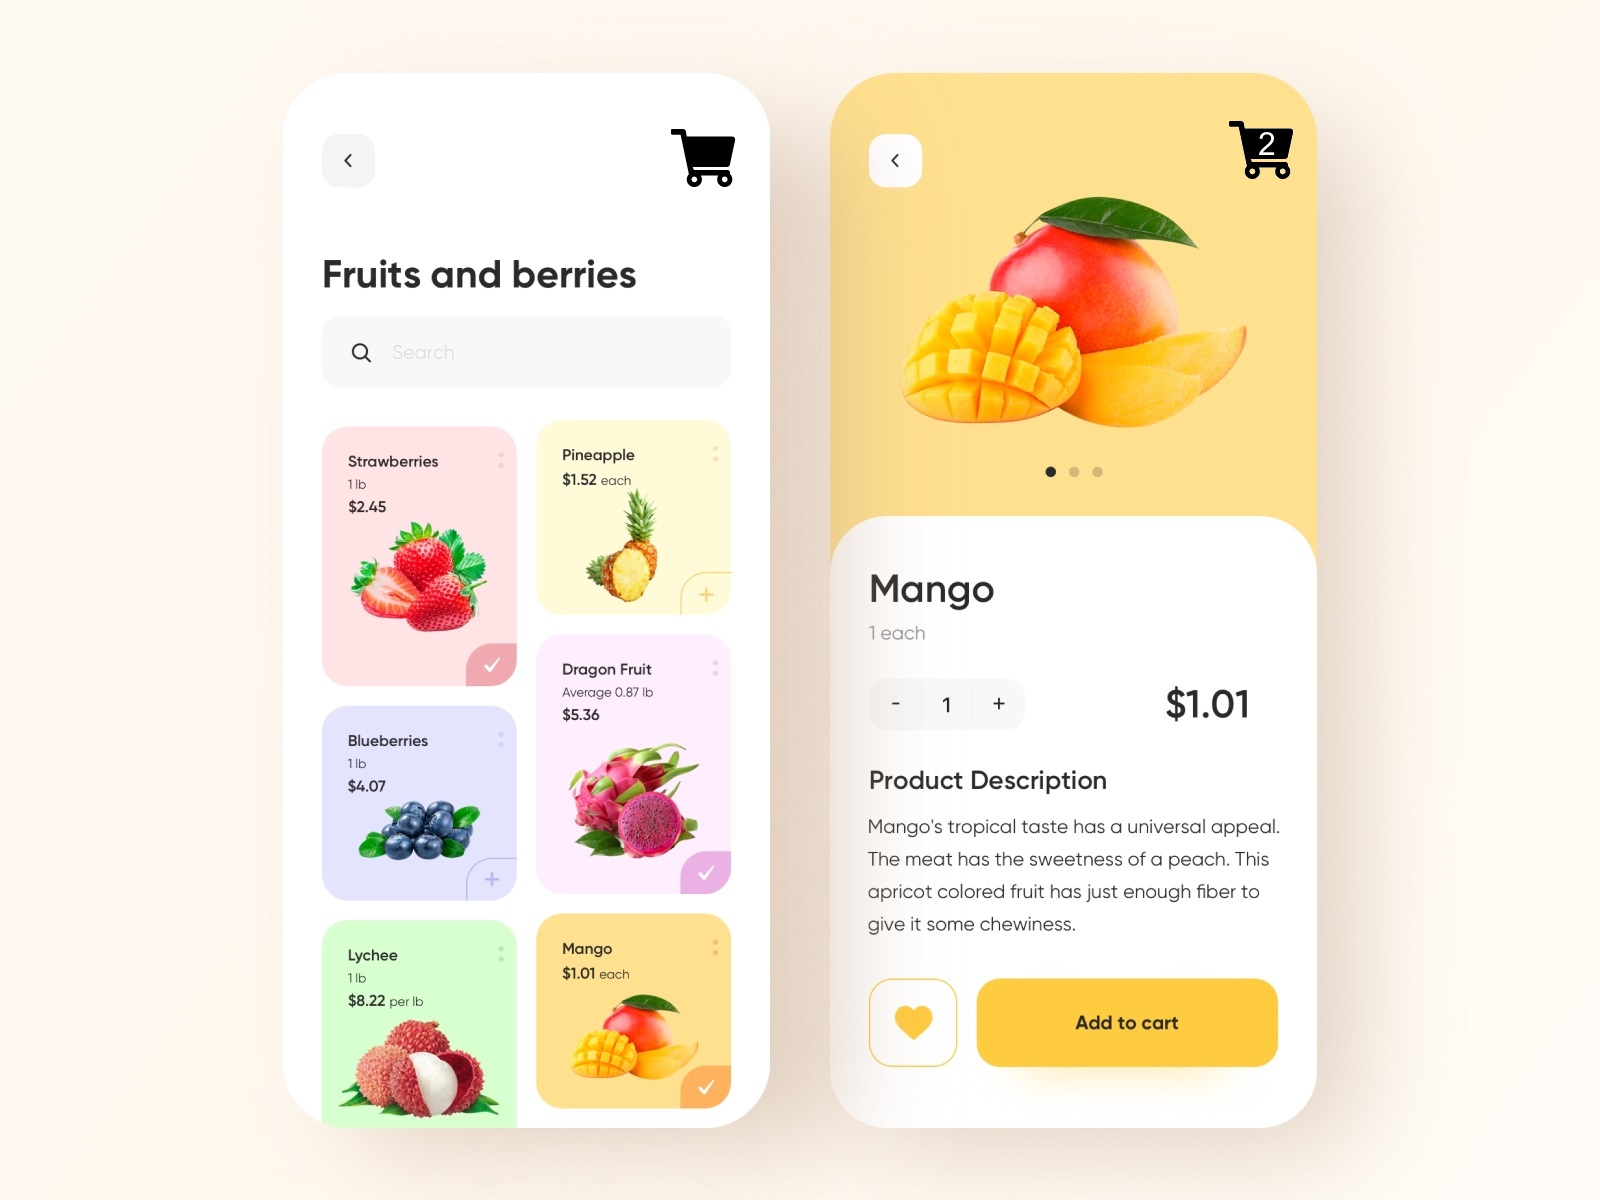 Fruits and berries
Search
Strawberries
1 lb
$2.45
Pineapple
$1.52 each
Dragon Fruit
Average 0.87 lb
$5.36
Blueberries
1 lb
$4.07
Lychee
1 lb
$8.22 per lb
Mango
$1.01 each
2
Mango
1 each
- 1 +
$1.01
Product Description
Mango's tropical taste has a universal appeal.
The meat has the sweetness of a peach. This
apricot colored fruit has just enough fiber to
give it some chewiness.
Add to cart